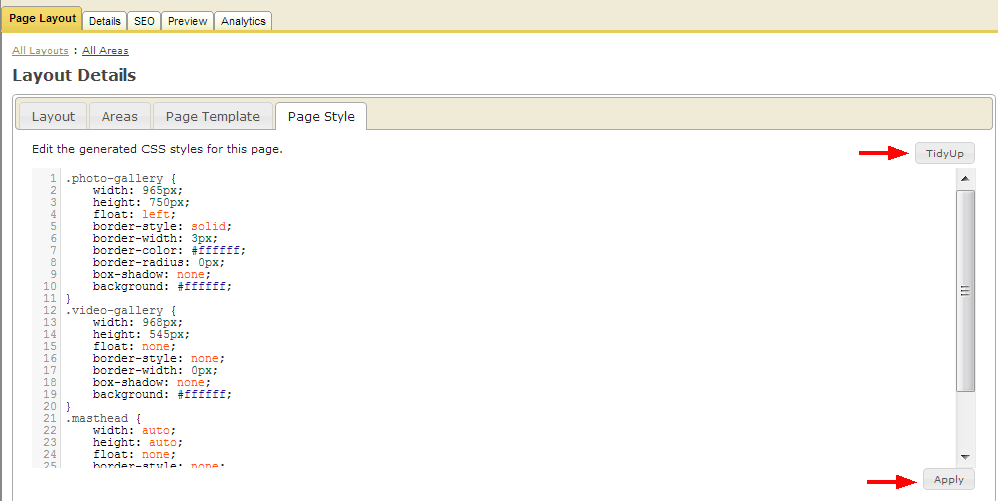 Page Layout Details SEO Preview Analytics
All Layouts : All Areas
Layout Details
Layout Areas Page Template Page Style
Edit the generated CSS styles for this page.
TidyUp
1 .photo-gallery {
2 width: 965px;
3 height: 750px;
4 float: left;
5 border-style: solid;
6 border-width: 3px;
7 border-color: #ffffff;
8 border-radius: 0px;
9 box-shadow: none;
10 background: #ffffff;
11 }
12 .video-gallery {
13 width: 968px;
14 height: 545px;
15 float: none;
16 border-style: none;
17 border-width: 0px;
18 box-shadow: none;
19 background: #ffffff;
20 }
21 .masthead {
22 width: auto;
23 height: auto;
24 float: none;
25 border-style: none;
Apply